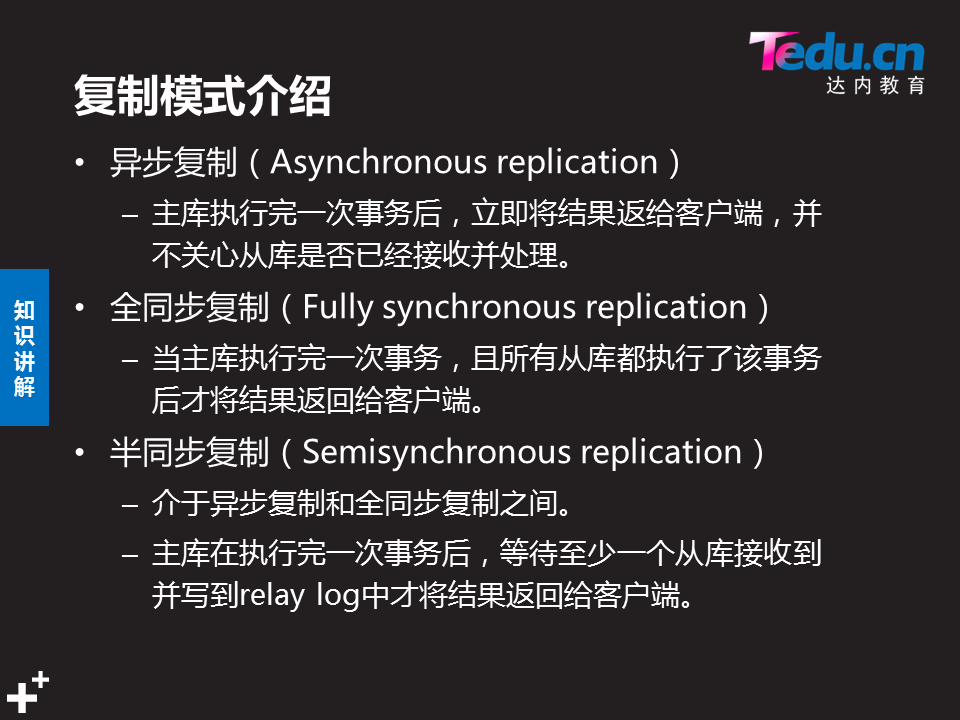 Tedu.cn
达内教育
复制模式介绍
• 异步复制（Asynchronous replication）
– 主库执行完一次事务后，立即将结果返给客户端，并
不关心从库是否已经接收并处理。
• 全同步复制（Fully synchronous replication）
– 当主库执行完一次事务，且所有从库都执行了该事务
后才将结果返回给客户端。
• 半同步复制（Semisynchronous replication）
– 介于异步复制和全同步复制之间。
– 主库在执行完一次事务后，等待至少一个从库接收到
并写到relay log中才将结果返回给客户端。
知
识
讲
解